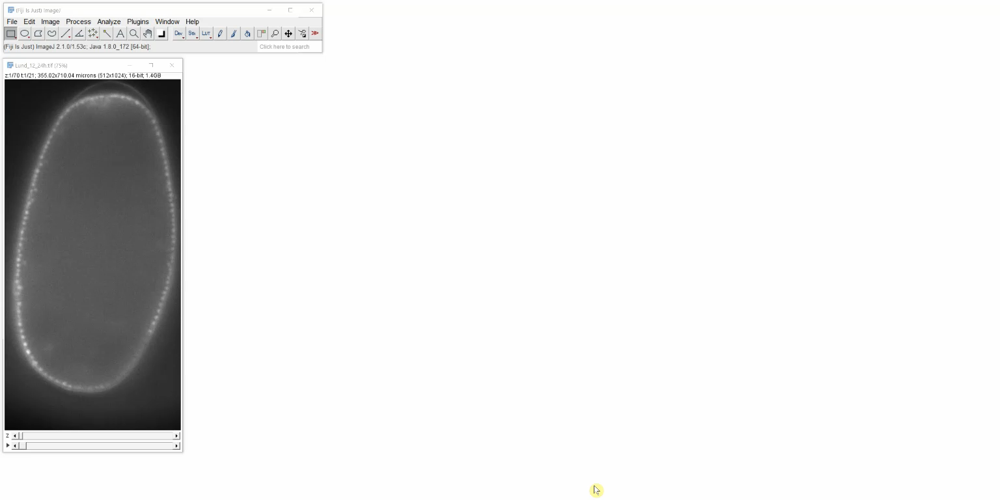 (Fiji Is Just) ImageJ
File Edit Image Process Analyze Plugins Window Help
Dev Stk LUT
(Fiji Is Just) ImageJ 2.1.0/1.53c; Java 1.8.0_172 [64-bit]; Click here to search
Lund_12_24h.tif (75%)
z:1/70 t:1/21; 355.02x710.04 microns (512x1024); 16-bit; 1.4GB
z